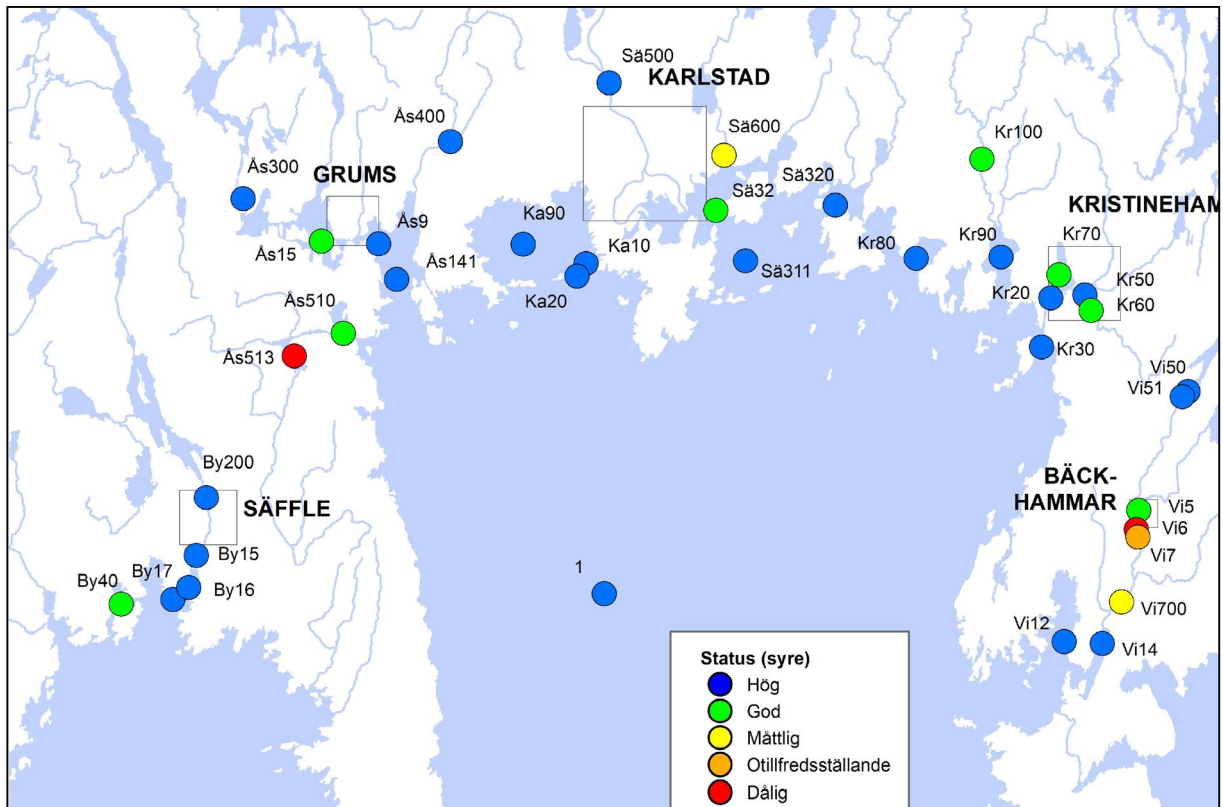 Sä500
KARLSTAD
Ås400
Sä600
Kr100
Ås300
GRUMS
Sä320
Sä32
KRISTINEHAM
Ås9
Ka90
Kr70
Ås15
Kr90
Kr80
Ås141
Ka10
Sä311
Kr50
Kr20
Ka20
Kr60
Ås510
Kr30
Ås513
Vi50
Vi51
By200
BÄCK-
HAMMAR
SÄFFLE
Vi5
Vi6
By15
Vi7
1
By17
By40
By16
Vi700
Vi12
Vi14
Status (syre)
Hög
God
Måttlig
Otillfredsställande
Dålig